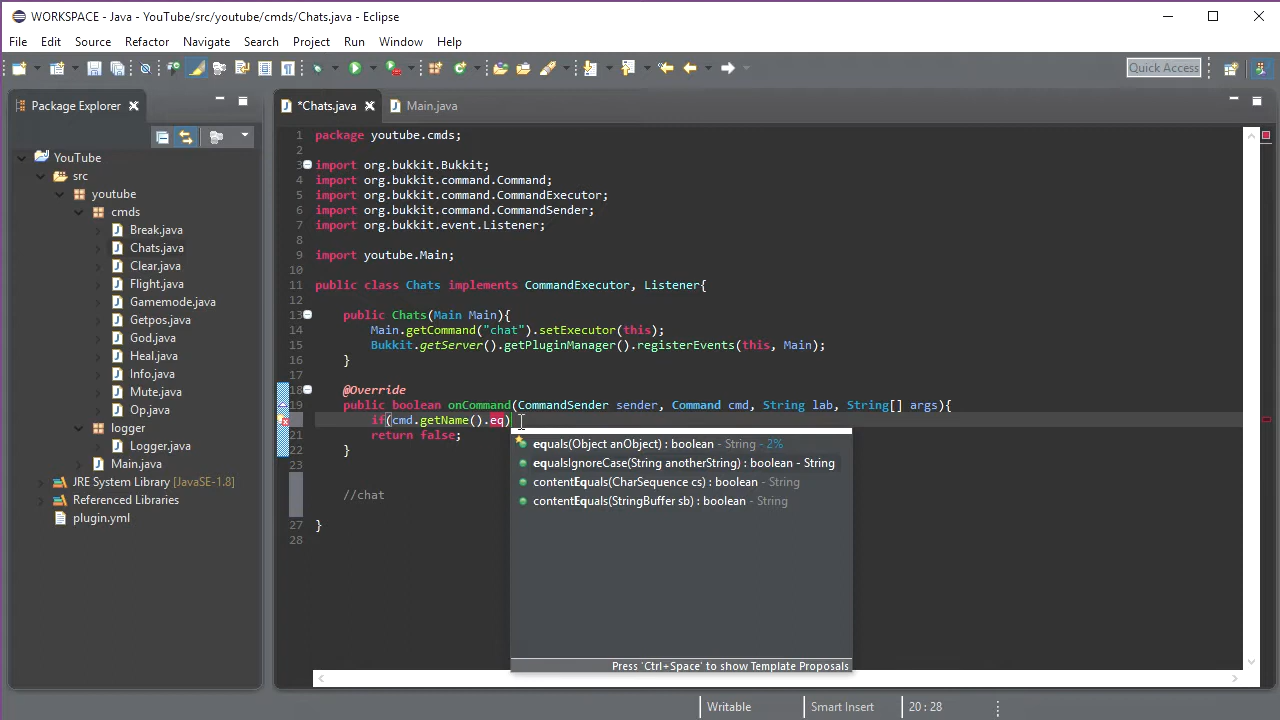 WORKSPACE - Java - YouTube/src/youtube/cmds/Chats.java - Eclipse
File Edit Source Refactor Navigate Search Project Run Window Help
Quick Access
Package Explorer
*Chats.java
Main.java
YouTube
src
youtube
cmds
Break.java
Chats.java
Clear.java
Flight.java
Gamemode.java
Getpos.java
God.java
Heal.java
Info.java
Mute.java
Op.java
logger
Logger.java
Main.java
JRE System Library [JavaSE-1.8]
Referenced Libraries
plugin.yml
1 package youtube.cmds;
2
3 import org.bukkit.Bukkit;
4 import org.bukkit.command.Command;
5 import org.bukkit.command.CommandExecutor;
6 import org.bukkit.command.CommandSender;
7 import org.bukkit.event.Listener;
8
9 import youtube.Main;
10
11 public class Chats implements CommandExecutor, Listener{
12
13 public Chats(Main Main){
14 Main.getCommand("chat").setExecutor(this);
15 Bukkit.getServer().getPluginManager().registerEvents(this, Main);
16 }
17
18 @Override
19 public boolean onCommand(CommandSender sender, Command cmd, String lab, String[] args){
if(cmd.getName().eq)
21 return false;
22 }
23
//chat
27 }
28
equals(Object anObject) : boolean - String - 2%
equalsIgnoreCase(String anotherString) : boolean - String
contentEquals(CharSequence cs) : boolean - String
contentEquals(StringBuffer sb) : boolean - String
Press 'Ctrl+Space' to show Template Proposals
Writable
Smart Insert
20 : 28